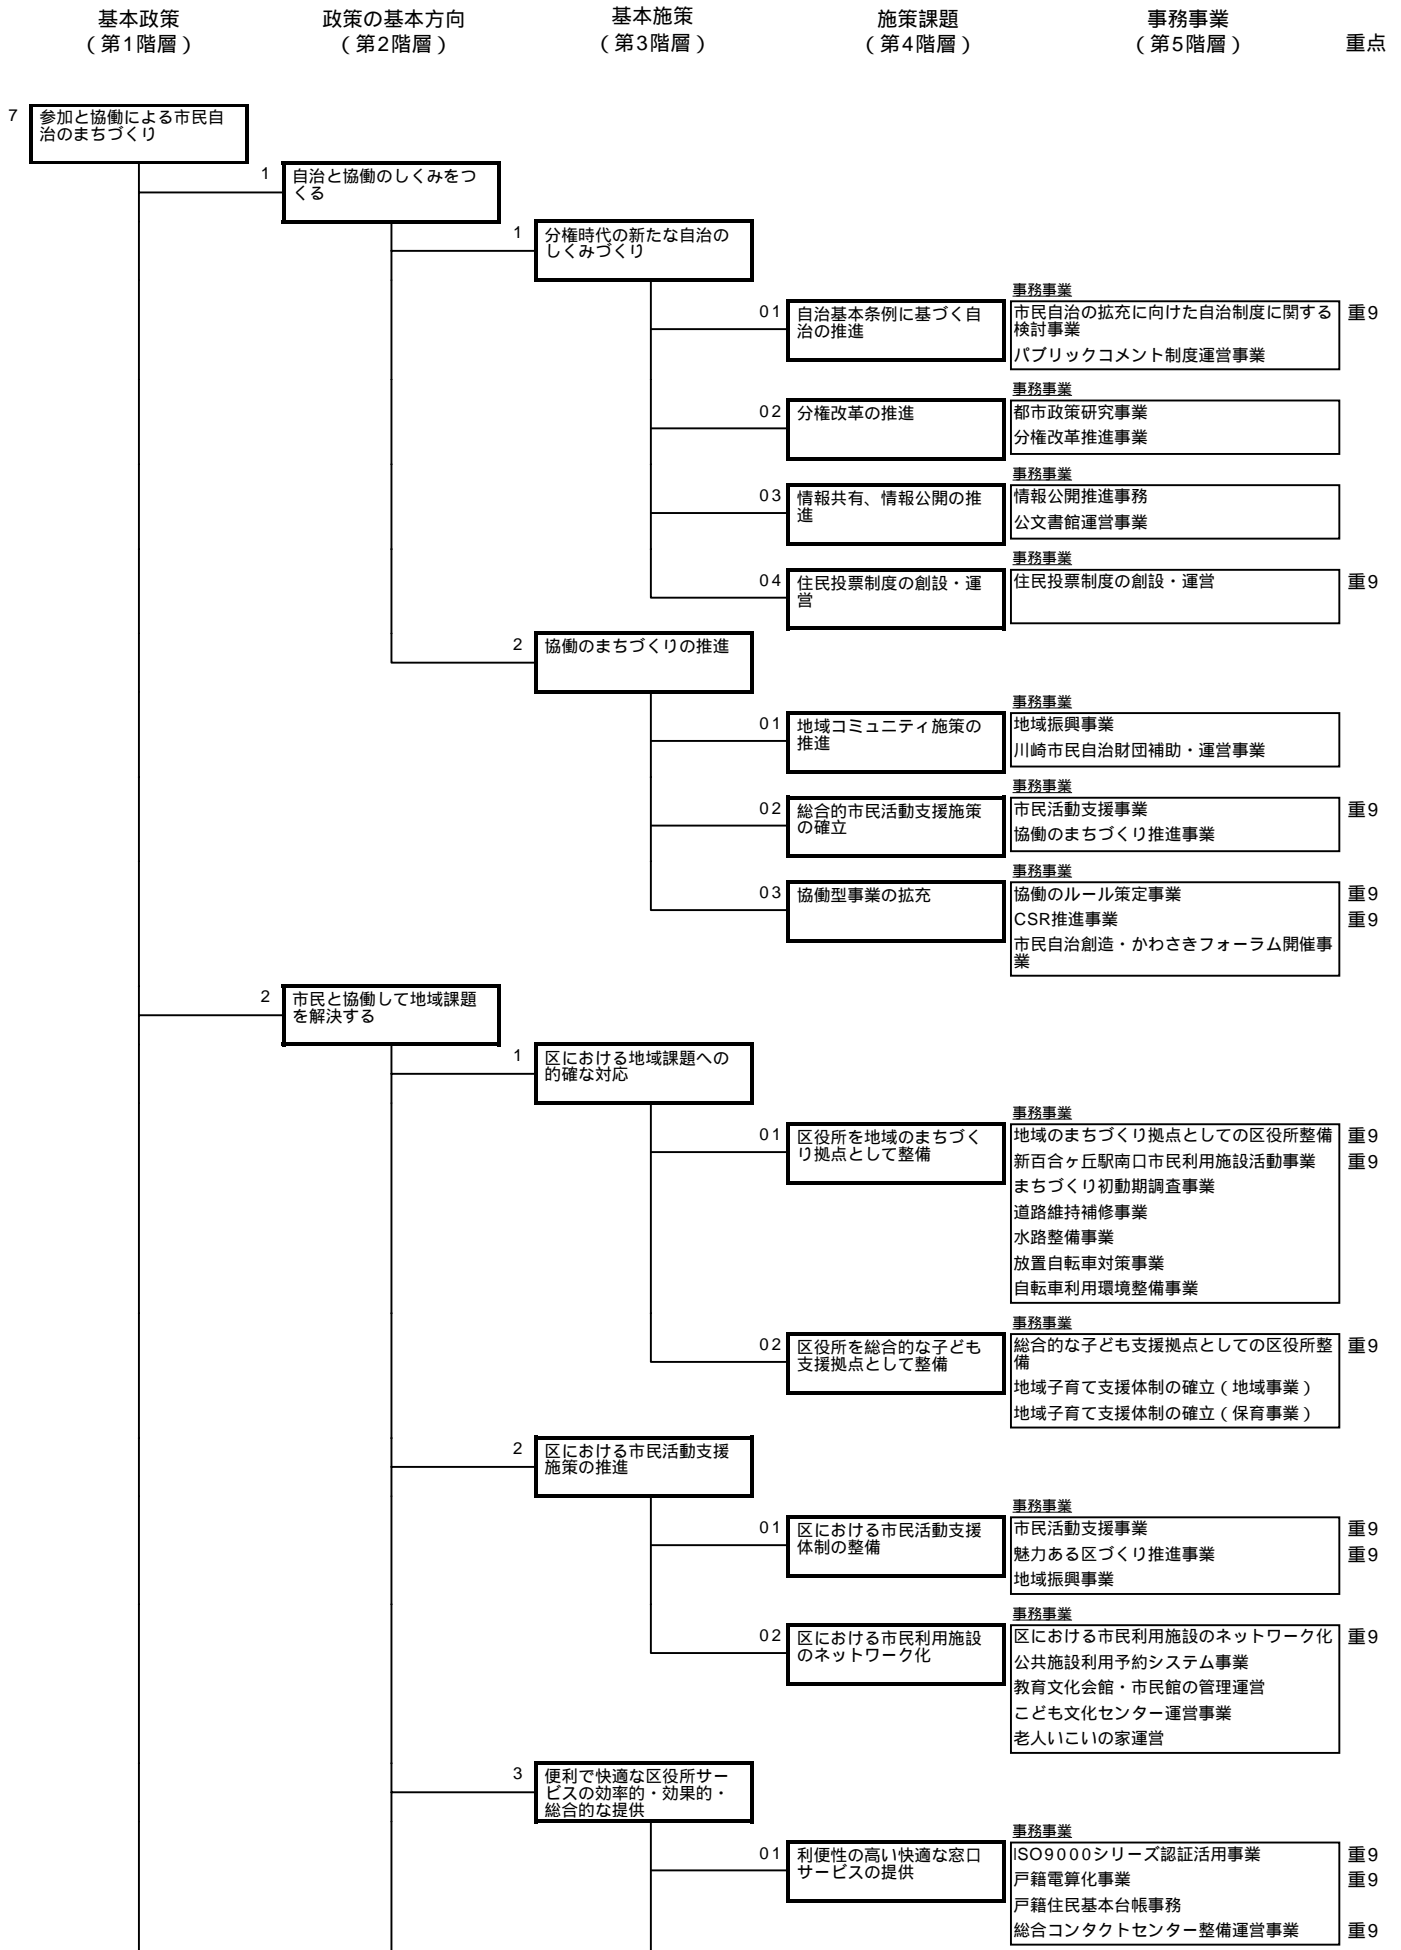 基本政策
（第1階層）
政策の基本方向
（第2階層）
基本施策
（第3階層）
施策課題
（第4階層）
事務事業
（第5階層）
重点
7
参加と協働による市民自
治のまちづくり
1
自治と協働のしくみをつ
くる
1
分権時代の新たな自治の
しくみづくり
01
自治基本条例に基づく自
治の推進
事務事業
市民自治の拡充に向けた自治制度に関する 重9
検討事業
パブリックコメント制度運営事業
02
分権改革の推進
事務事業
都市政策研究事業
分権改革推進事業
03
情報共有、情報公開の推
進
事務事業
情報公開推進事務
公文書館運営事業
04
住民投票制度の創設・運
営
事務事業
住民投票制度の創設・運営 重9
2
協働のまちづくりの推進
01
地域コミュニティ施策の
推進
事務事業
地域振興事業
川崎市民自治財団補助・運営事業
02
総合的市民活動支援施策
の確立
事務事業
市民活動支援事業 重9
協働のまちづくり推進事業
03
協働型事業の拡充
事務事業
協働のルール策定事業 重9
CSR推進事業 重9
市民自治創造・かわさきフォーラム開催事
業
2
市民と協働して地域課題
を解決する
1
区における地域課題への
的確な対応
01
区役所を地域のまちづく
り拠点として整備
事務事業
地域のまちづくり拠点としての区役所整備 重9
新百合ヶ丘駅南口市民利用施設活動事業 重9
まちづくり初動期調査事業
道路維持補修事業
水路整備事業
放置自転車対策事業
自転車利用環境整備事業
02
区役所を総合的な子ども
支援拠点として整備
事務事業
総合的な子ども支援拠点としての区役所整 重9
備
地域子育て支援体制の確立（地域事業）
地域子育て支援体制の確立（保育事業）
2
区における市民活動支援
施策の推進
01
区における市民活動支援
体制の整備
事務事業
市民活動支援事業 重9
魅力ある区づくり推進事業 重9
地域振興事業
02
区における市民利用施設
のネットワーク化
事務事業
区における市民利用施設のネットワーク化 重9
公共施設利用予約システム事業
教育文化会館・市民館の管理運営
こども文化センター運営事業
老人いこいの家運営
3
便利で快適な区役所サー
ビスの効率的・効果的・
総合的な提供
01
利便性の高い快適な窓口
サービスの提供
事務事業
ISO9000シリーズ認証活用事業 重9
戸籍電算化事業 重9
戸籍住民基本台帳事務
総合コンタクトセンター整備運営事業 重9